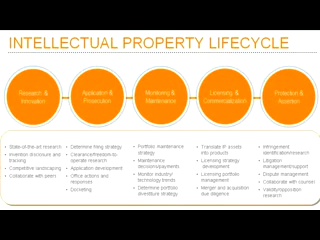 INTELLECTUAL PROPERTY LIFECYCLE
Research &
Innovation
Application &
Prosecution
Monitoring &
Maintenance
Licensing &
Commercialization
Protection &
Assertion
• State-of-the-art research
• Invention disclosure and
tracking
• Competitive landscaping
• Collaborate with peers
• Determine filing strategy
• Clearance/freedom-to-
operate research
• Application development
• Office actions and
responses
• Docketing
• Portfolio maintenance
strategy
• Maintenance
decisions/payments
• Monitor industry/
technology trends
• Determine portfolio
divestiture strategy
• Translate IP assets
into products
• Licensing strategy
development
• Licensing portfolio
management
• Merger and acquisition
due diligence
• Infringement
identification/research
• Litigation
management/support
• Dispute management
• Collaborate with counsel
• Validity/opposition
research